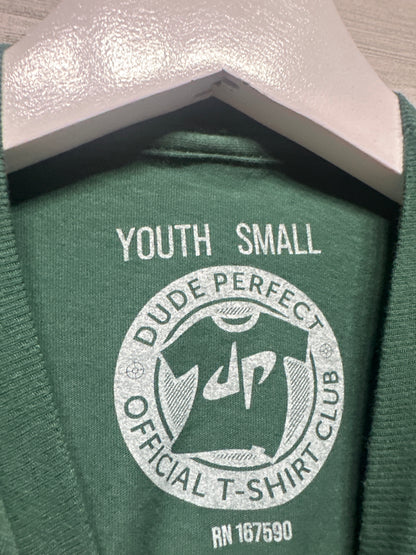 YOUTH SMALL
DUDE PERFECT
dp
OFFICIAL T-SHIRT CLUB
RN 167590